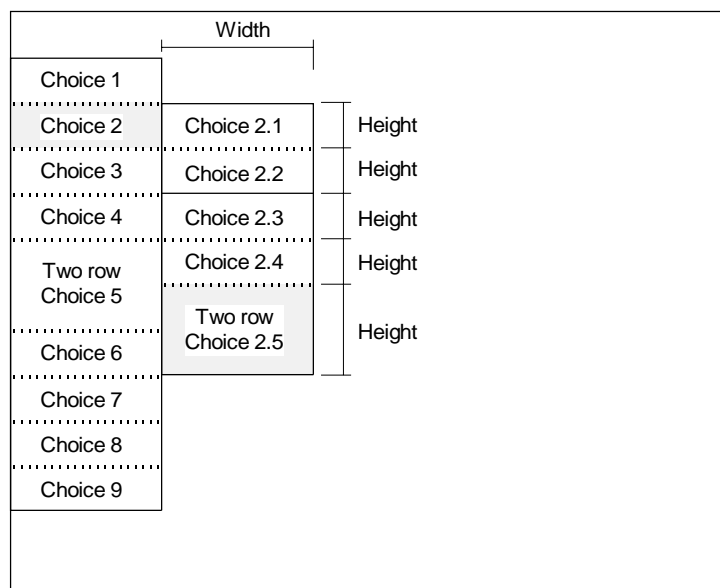 Width
Choice 1
Choice 2
Choice 3
Choice 4
Two row
Choice 5
Choice 6
Choice 7
Choice 8
Choice 9
Choice 2.1
Choice 2.2
Choice 2.3
Choice 2.4
Two row
Choice 2.5
Height
Height
Height
Height
Height